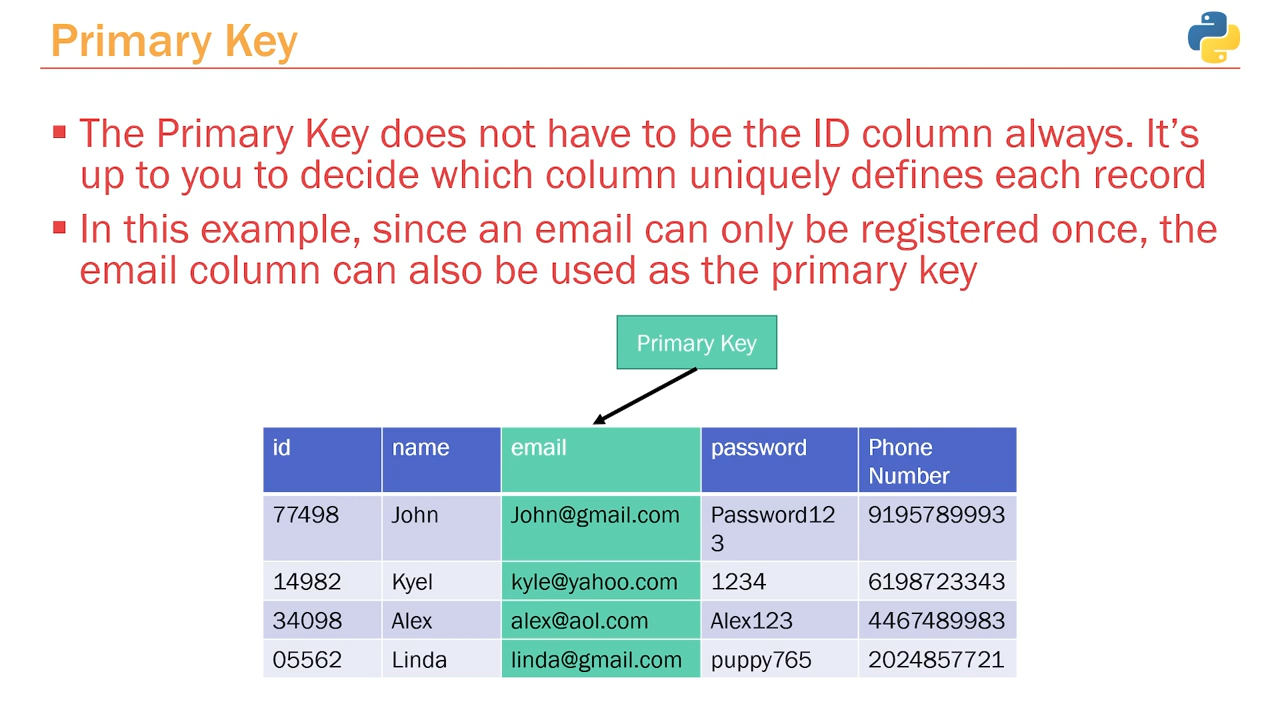 Primary Key
▪ The Primary Key does not have to be the ID column always. It's
up to you to decide which column uniquely defines each record
▪ In this example, since an email can only be registered once, the
email column can also be used as the primary key
Primary Key
id name email password Phone
Number
77498 John John@gmail.com Password12 9195789993
3
14982 Kyel kyle@yahoo.com 1234 6198723343
34098 Alex alex@aol.com Alex123 4467489983
05562 Linda linda@gmail.com puppy765 2024857721